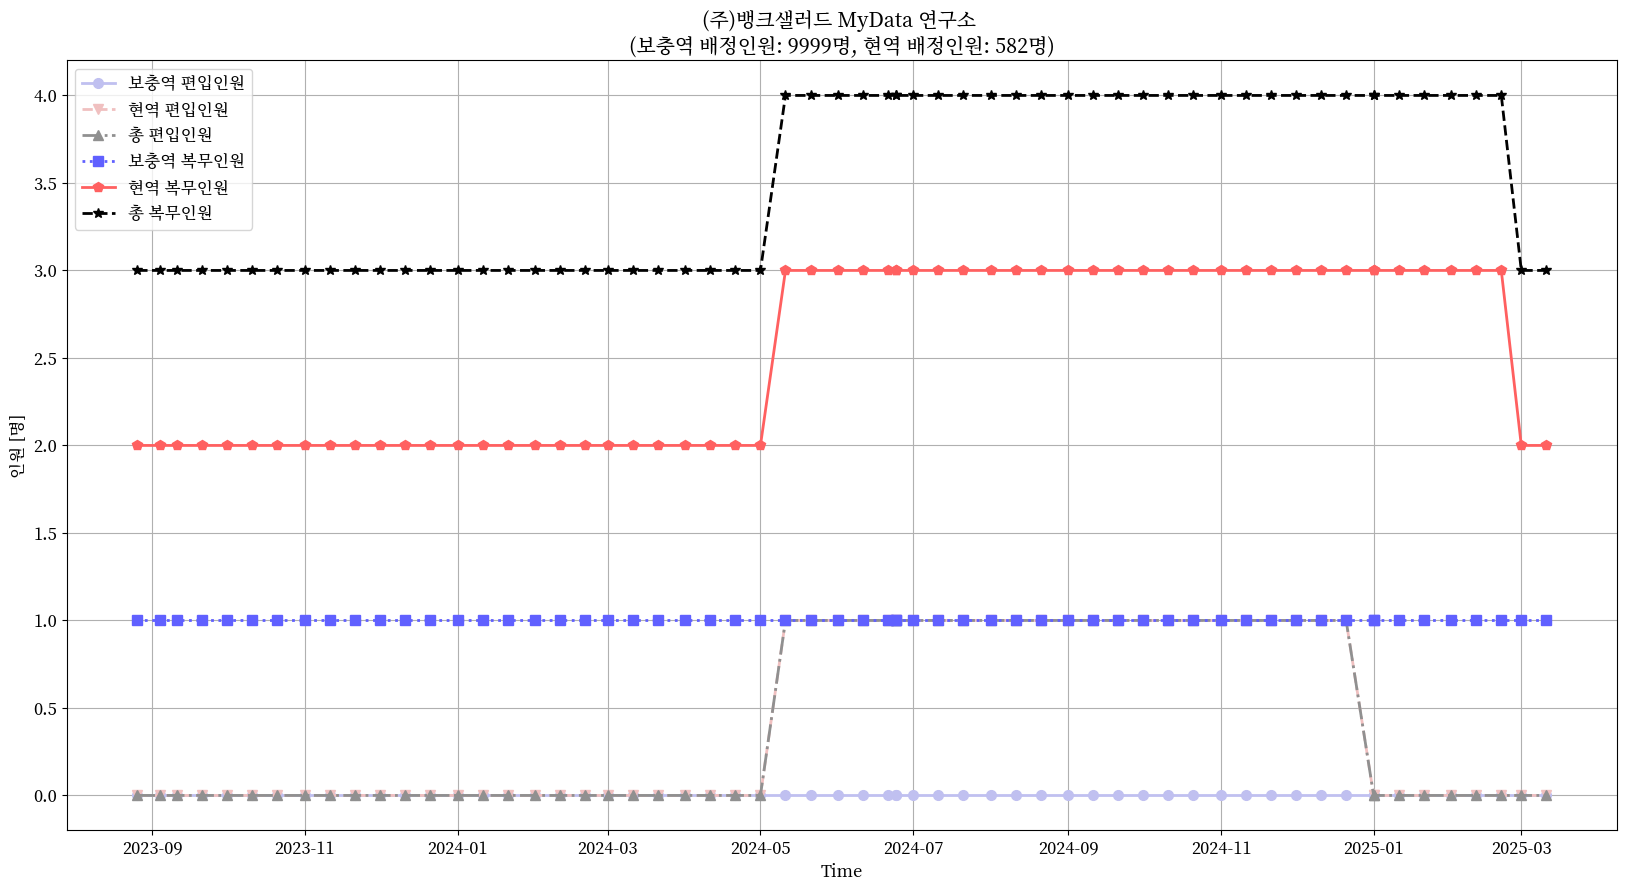 (주)뱅크샐러드 MyData 연구소
(보충역 배정인원: 9999명, 현역 배정인원: 582명)
보충역 편입인원
현역 편입인원
총 편입인원
보충역 복무인원
현역 복무인원
총 복무인원
인원 [명]
4.0
3.5
3.0
2.5
2.0
1.5
1.0
0.5
0.0
2023-09
2023-11
2024-01
2024-03
2024-05
2024-07
2024-09
2024-11
2025-01
2025-03
Time